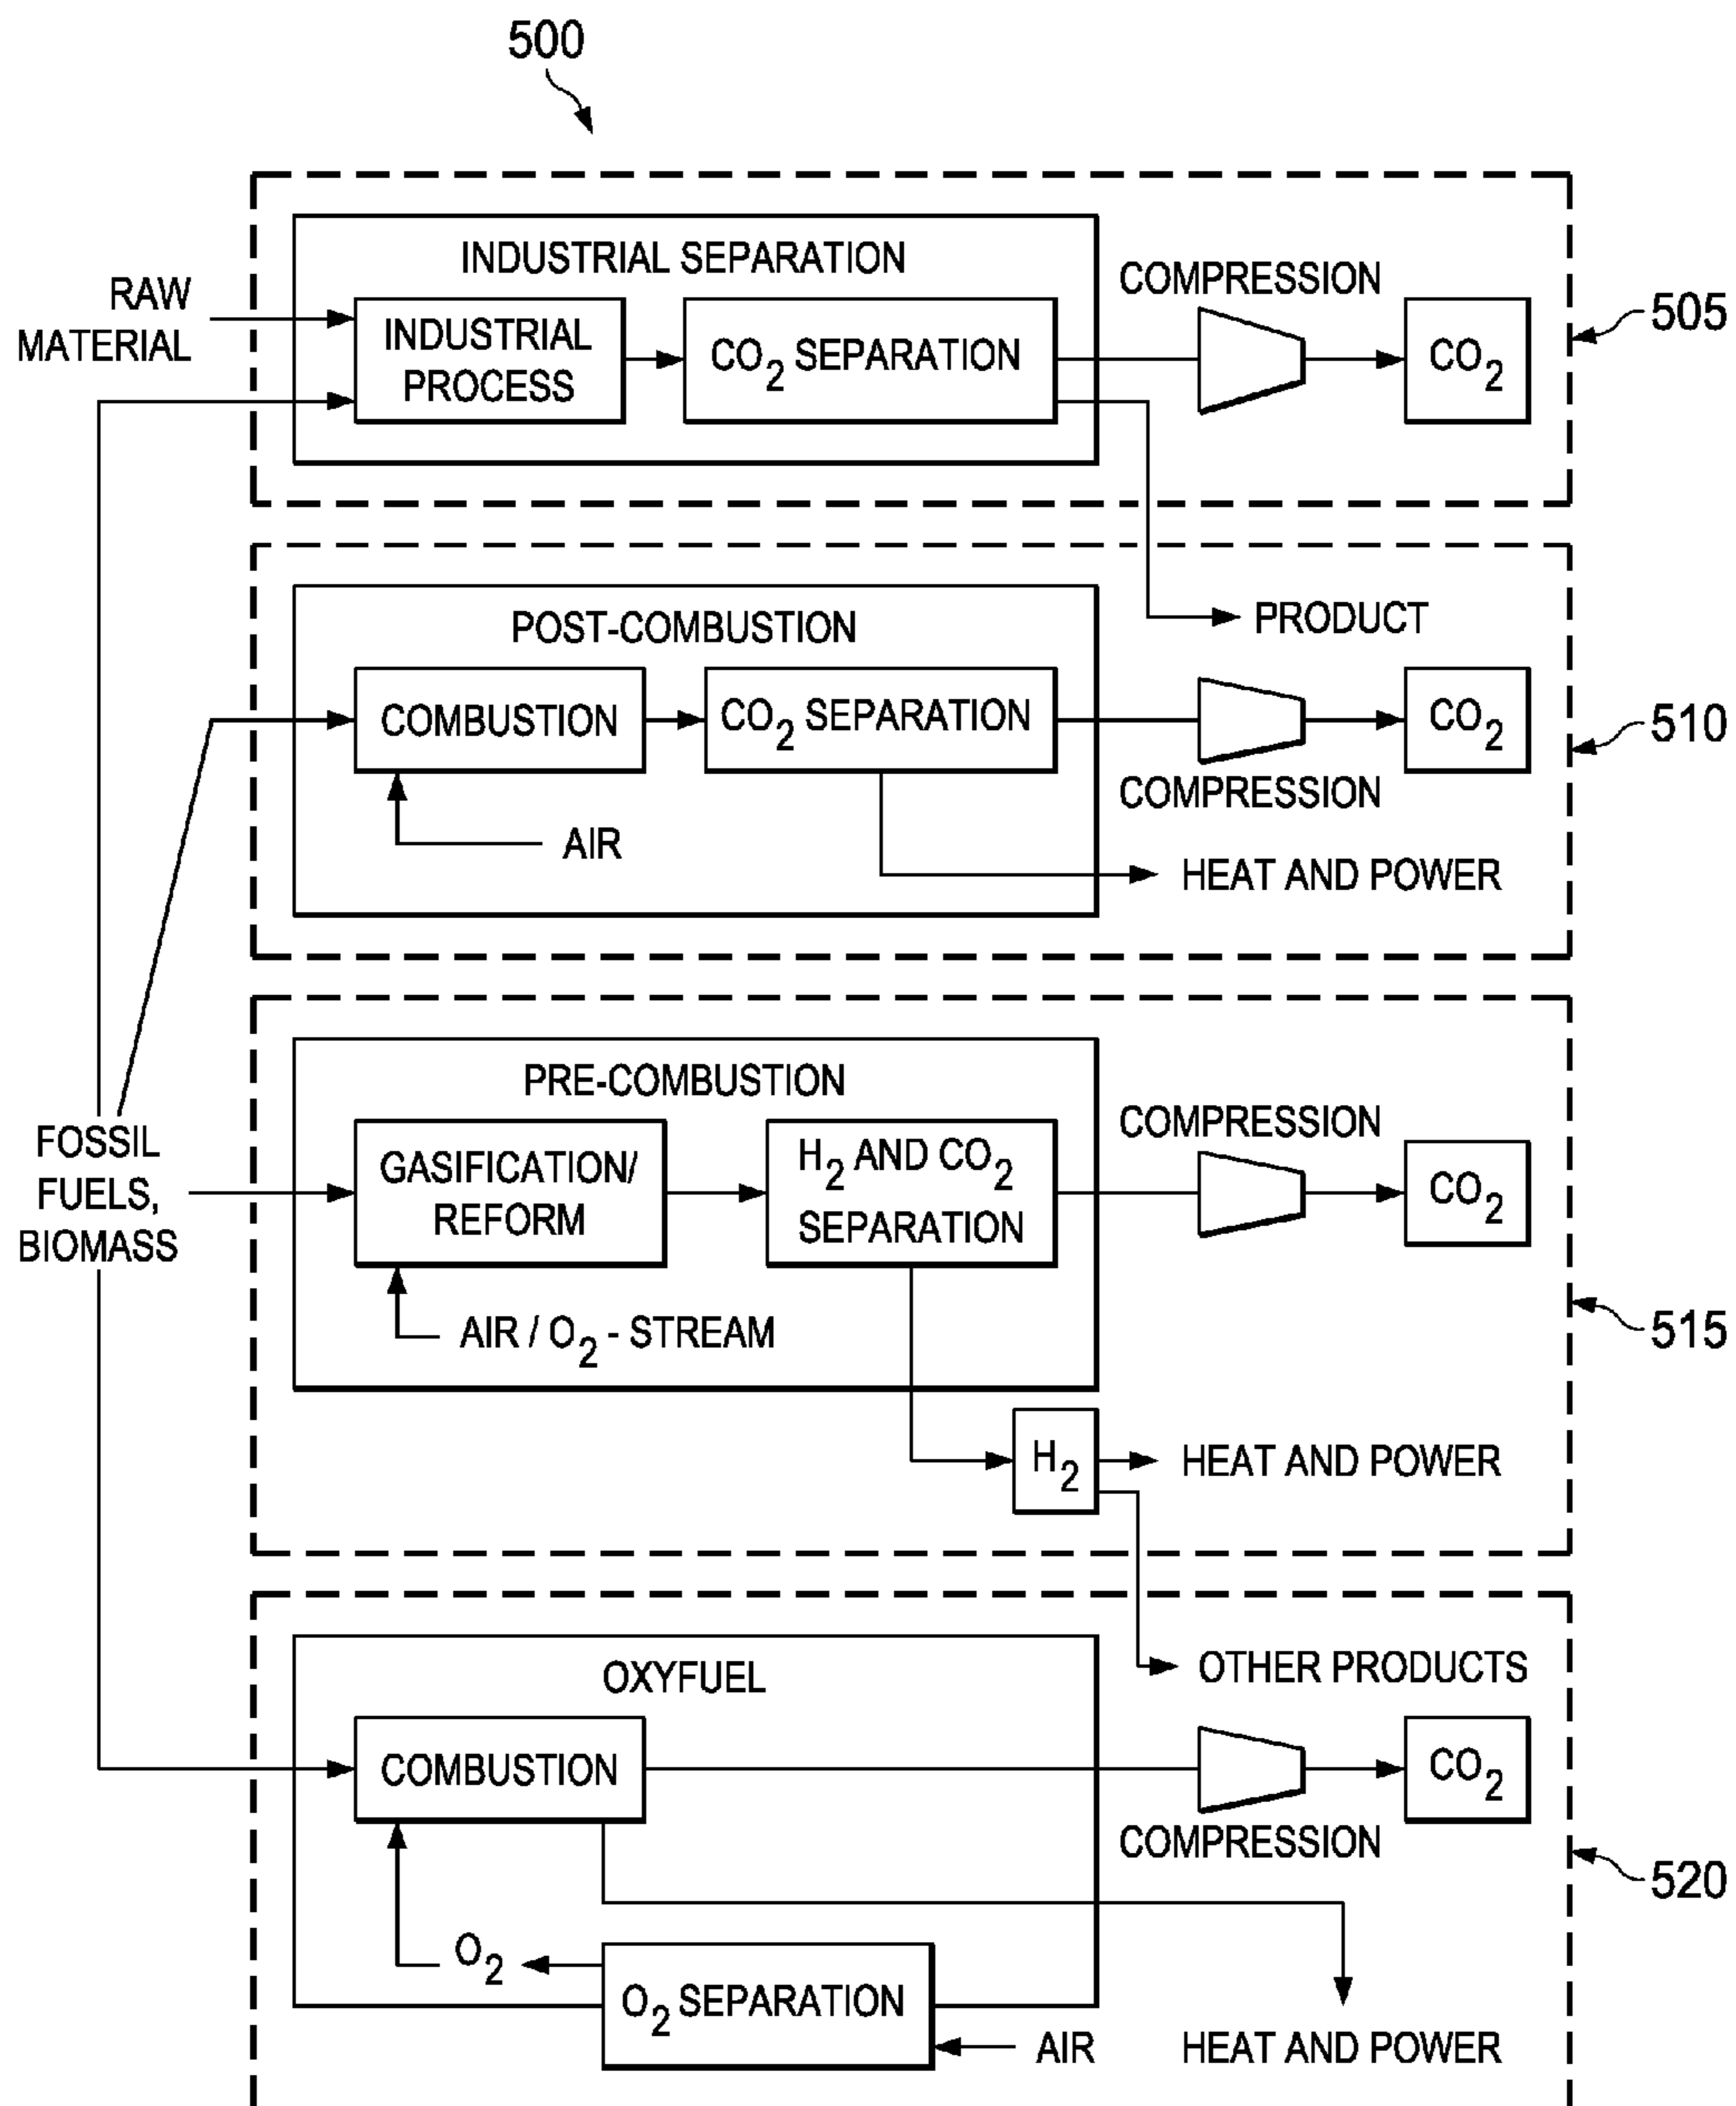 500
INDUSTRIAL SEPARATION
RAW
MATERIAL
INDUSTRIAL
PROCESS
CO2 SEPARATION
COMPRESSION
CO2
505
POST-COMBUSTION
PRODUCT
COMBUSTION
CO2 SEPARATION
COMPRESSION
CO2
510
AIR
HEAT AND POWER
FOSSIL
FUELS,
BIOMASS
PRE-COMBUSTION
GASIFICATION/
REFORM
H2 AND CO2
SEPARATION
COMPRESSION
CO2
515
AIR / O2 - STREAM
H2
HEAT AND POWER
OXYFUEL
OTHER PRODUCTS
COMBUSTION
COMPRESSION
CO2
520
O2
O2 SEPARATION
AIR
HEAT AND POWER